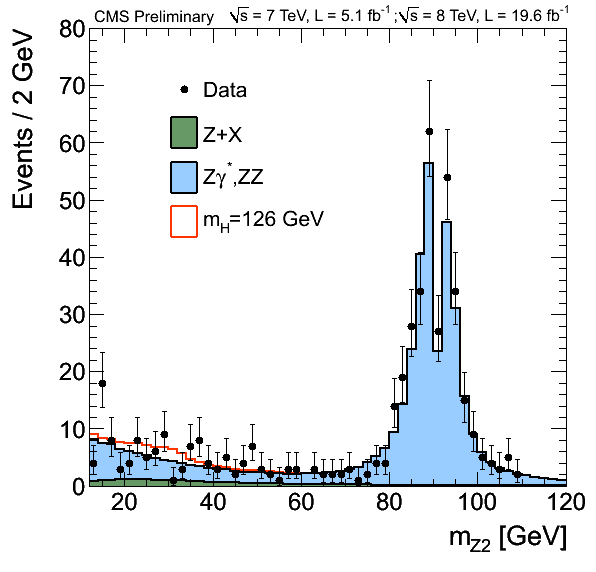 CMS Preliminary √s = 7 TeV, L = 5.1 fb⁻¹ ;√s = 8 TeV, L = 19.6 fb⁻¹
Events / 2 GeV
80
70
60
50
40
30
20
10
0
Data
Z+X
Zγ*,ZZ
m_H=126 GeV
20 40 60 80 100 120
m_Z2 [GeV]